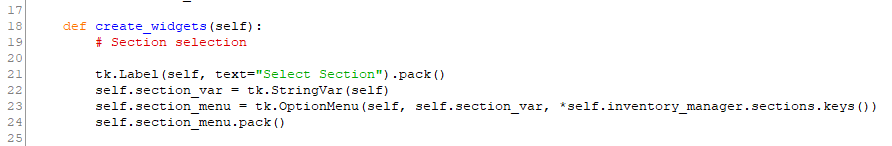 17
18 def create_widgets(self):
19 # Section selection
20
21 tk.Label(self, text="Select Section").pack()
22 self.section_var = tk.StringVar(self)
23 self.section_menu = tk.OptionMenu(self, self.section_var, *self.inventory_manager.sections.keys())
24 self.section_menu.pack()
25